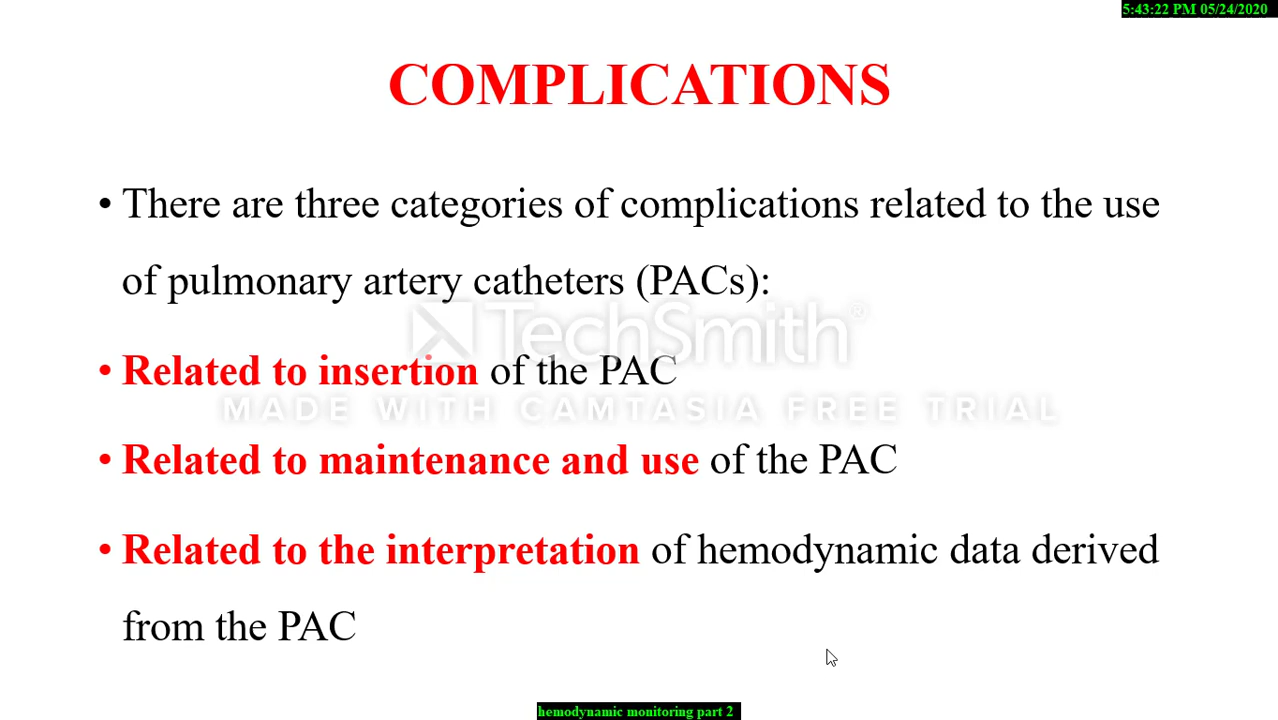 5:43:22 PM 05/24/2020
COMPLICATIONS
• There are three categories of complications related to the use
of pulmonary artery catheters (PACs):
TechSmith®
• Related to insertion of the PAC
MADE WITH CAMTASIA FREE TRIAL
• Related to maintenance and use of the PAC
• Related to the interpretation of hemodynamic data derived
from the PAC
hemodynamic monitoring part 2